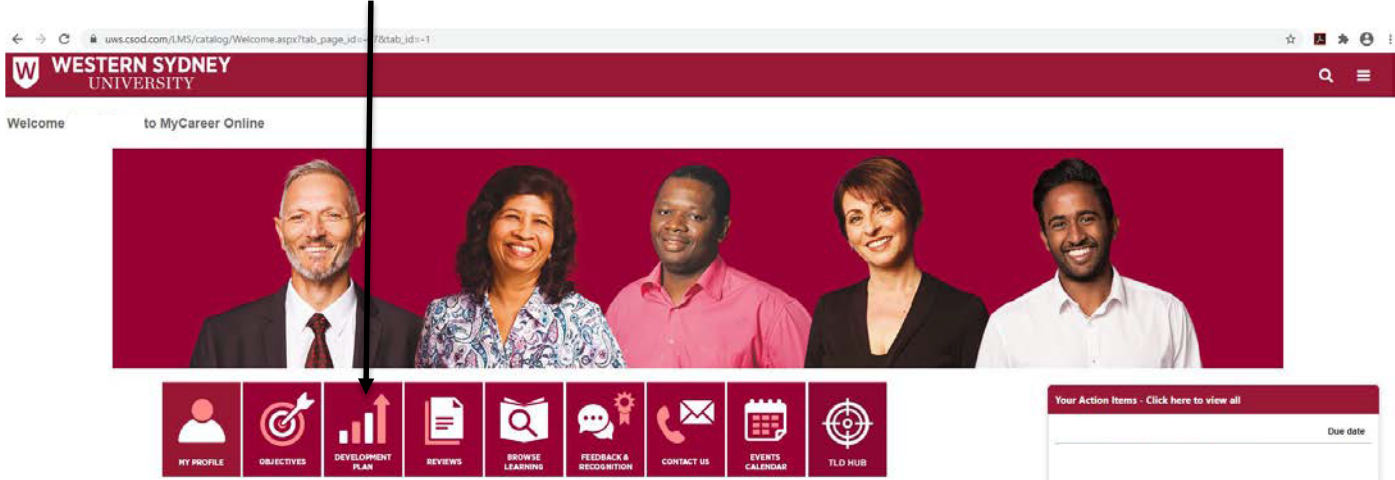 uws.csod.com/LMS/catalog/Welcome.aspx?tab_page_id=-67&tab_id=-1
W WESTERN SYDNEY
UNIVERSITY
Welcome to MyCareer Online
MY PROFILE
OBJECTIVES
DEVELOPMENT
PLAN
REVIEWS
BROWSE
LEARNING
FEEDBACK &
RECOGNITION
CONTACT US
EVENTS
CALENDAR
TLD HUB
Your Action Items - Click here to view all
Due date